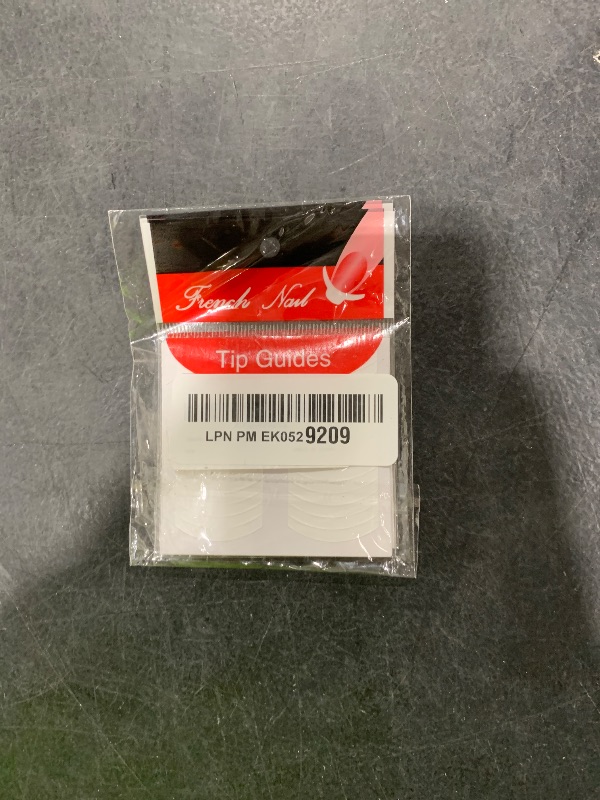 French Nail
Tip Guides
LPN PM EK0529209